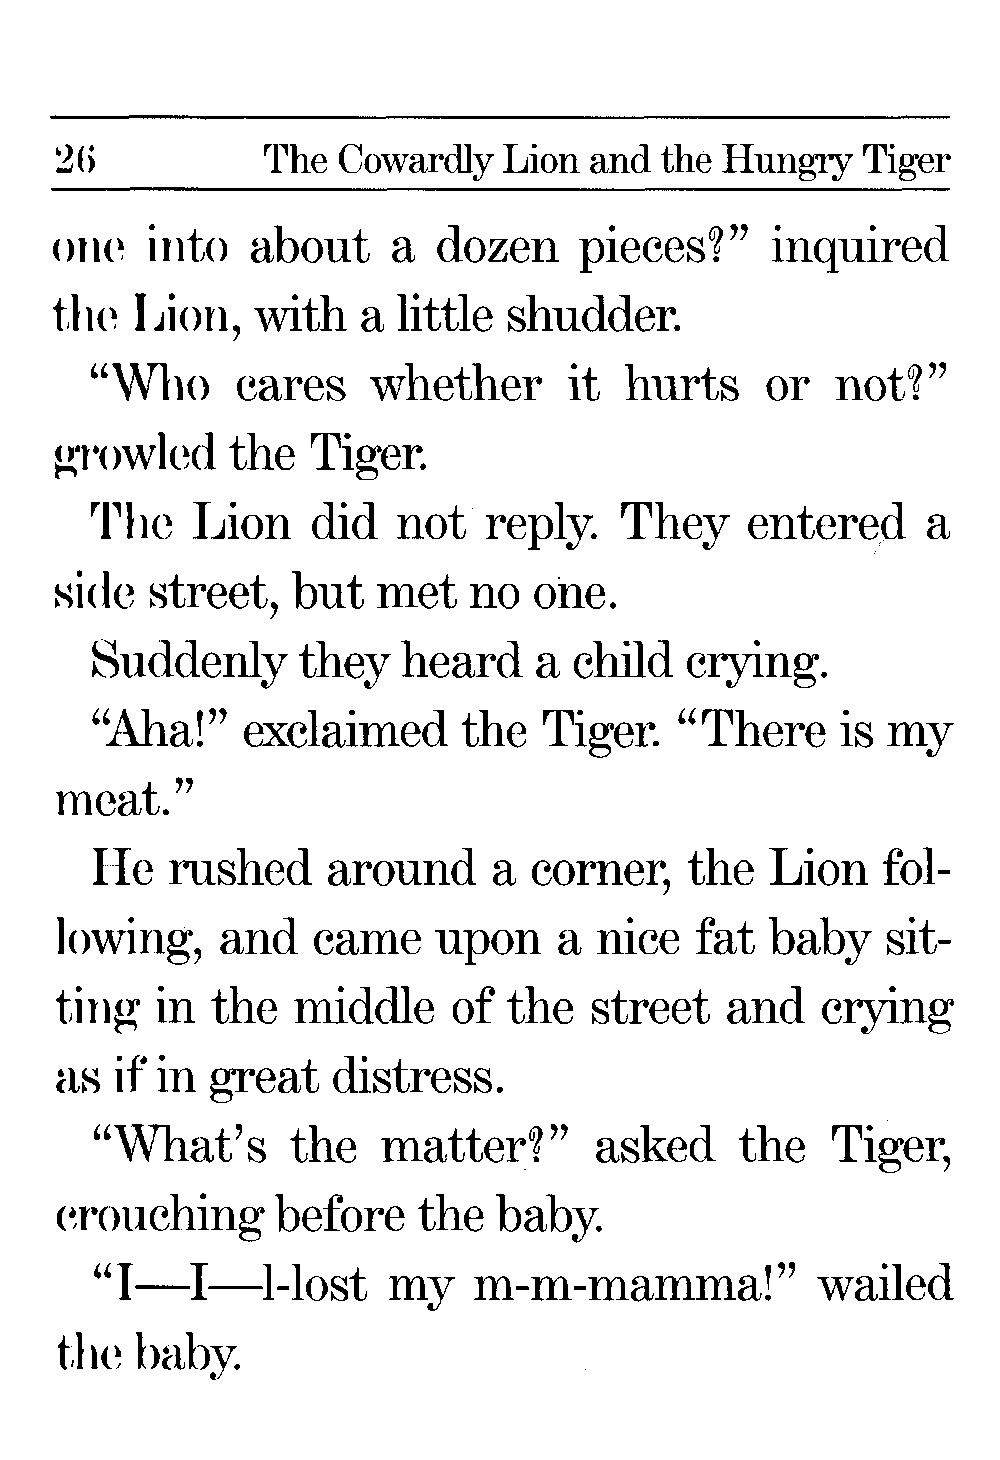 26 The Cowardly Lion and the Hungry Tiger
one into about a dozen pieces?” inquired
the Lion, with a little shudder.
“Who cares whether it hurts or not?”
growled the Tiger.
The Lion did not reply. They entered a
side street, but met no one.
Suddenly they heard a child crying.
“Aha!” exclaimed the Tiger. “There is my
meat.”
He rushed around a corner, the Lion fol-
lowing, and came upon a nice fat baby sit-
ting in the middle of the street and crying
as if in great distress.
“What’s the matter?” asked the Tiger,
crouching before the baby.
“I—I—l-lost my m-m-mamma!” wailed
the baby.